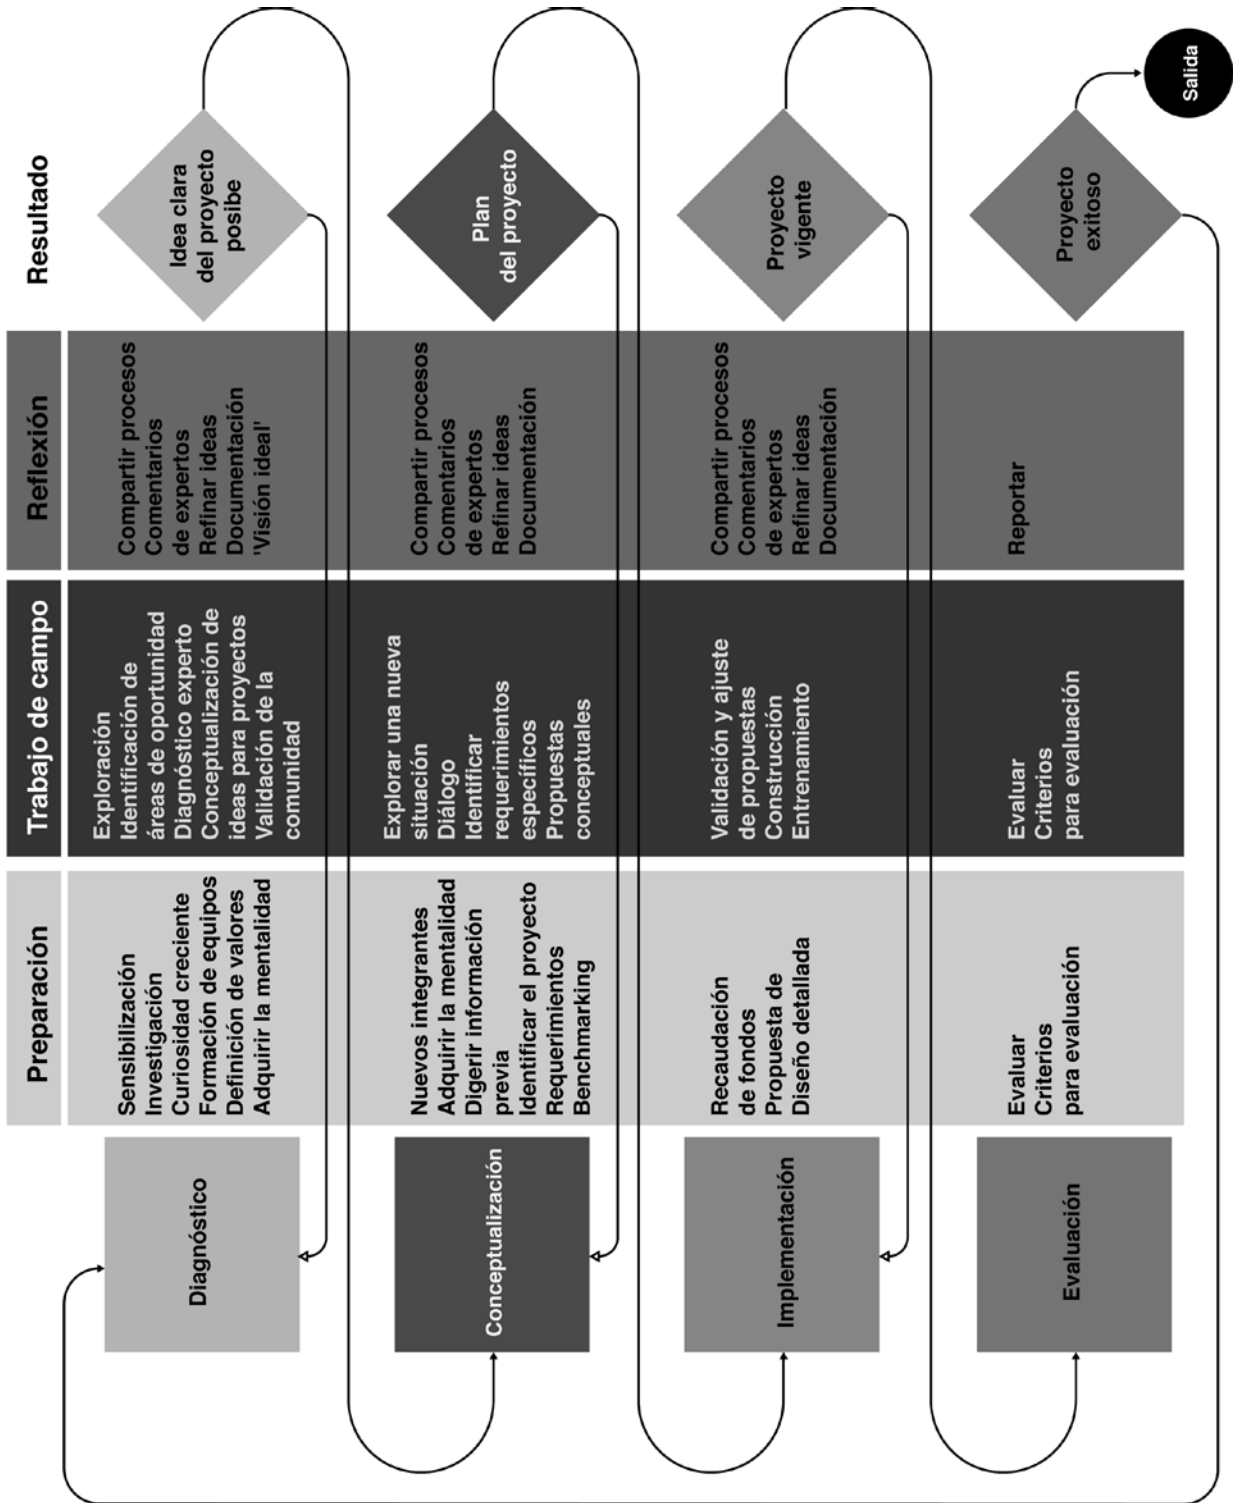 Preparación
Trabajo de campo
Reflexión
Resultado
Diagnóstico
Sensibilización
Investigación
Curiosidad creciente
Formación de equipos
Definición de valores
Adquirir la mentalidad
Exploración
Identificación de
áreas de oportunidad
Diagnóstico experto
Conceptualización de
ideas para proyectos
Validación de la
comunidad
Compartir procesos
Comentarios
de expertos
Refinar ideas
Documentación
'Visión ideal'
Idea clara
del proyecto
posibe
Conceptualización
Nuevos integrantes
Adquirir la mentalidad
Digerir información
previa
Identificar el proyecto
Requerimientos
Benchmarking
Explorar una nueva
situación
Diálogo
Identificar
requerimientos
específicos
Propuestas
conceptuales
Compartir procesos
Comentarios
de expertos
Refinar ideas
Documentación
Plan
del proyecto
Implementación
Recaudación
de fondos
Propuesta de
Diseño detallada
Validación y ajuste
de propuestas
Construcción
Entrenamiento
Compartir procesos
Comentarios
de expertos
Refinar ideas
Documentación
Proyecto
vigente
Evaluación
Evaluar
Criterios
para evaluación
Evaluar
Criterios
para evaluación
Reportar
Proyecto
exitoso
Salida